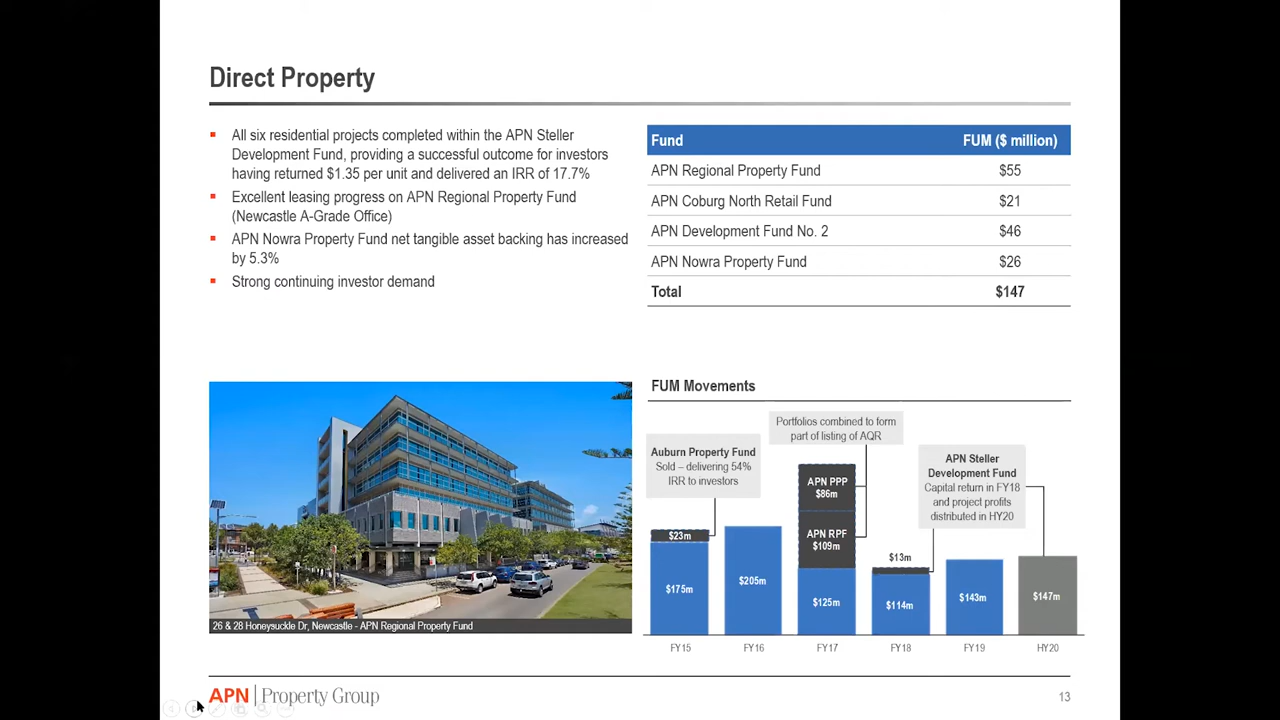 Direct Property
All six residential projects completed within the APN Steller
Development Fund, providing a successful outcome for investors
having returned $1.35 per unit and delivered an IRR of 17.7%
Excellent leasing progress on APN Regional Property Fund
(Newcastle A-Grade Office)
APN Nowra Property Fund net tangible asset backing has increased
by 5.3%
Strong continuing investor demand
Fund FUM ($ million)
APN Regional Property Fund $55
APN Coburg North Retail Fund $21
APN Development Fund No. 2 $46
APN Nowra Property Fund $26
Total $147
26 & 28 Honeysuckle Dr, Newcastle - APN Regional Property Fund
FUM Movements
Auburn Property Fund
Sold – delivering 54%
IRR to investors
Portfolios combined to form
part of listing of AQR
APN Steller
Development Fund
Capital return in FY18
and project profits
distributed in HY20
$23m
$175m
$205m
APN PPP
$86m
APN RPF
$109m
$125m
$13m
$114m
$143m
$147m
FY15 FY16 FY17 FY18 FY19 HY20
APN | Property Group
13